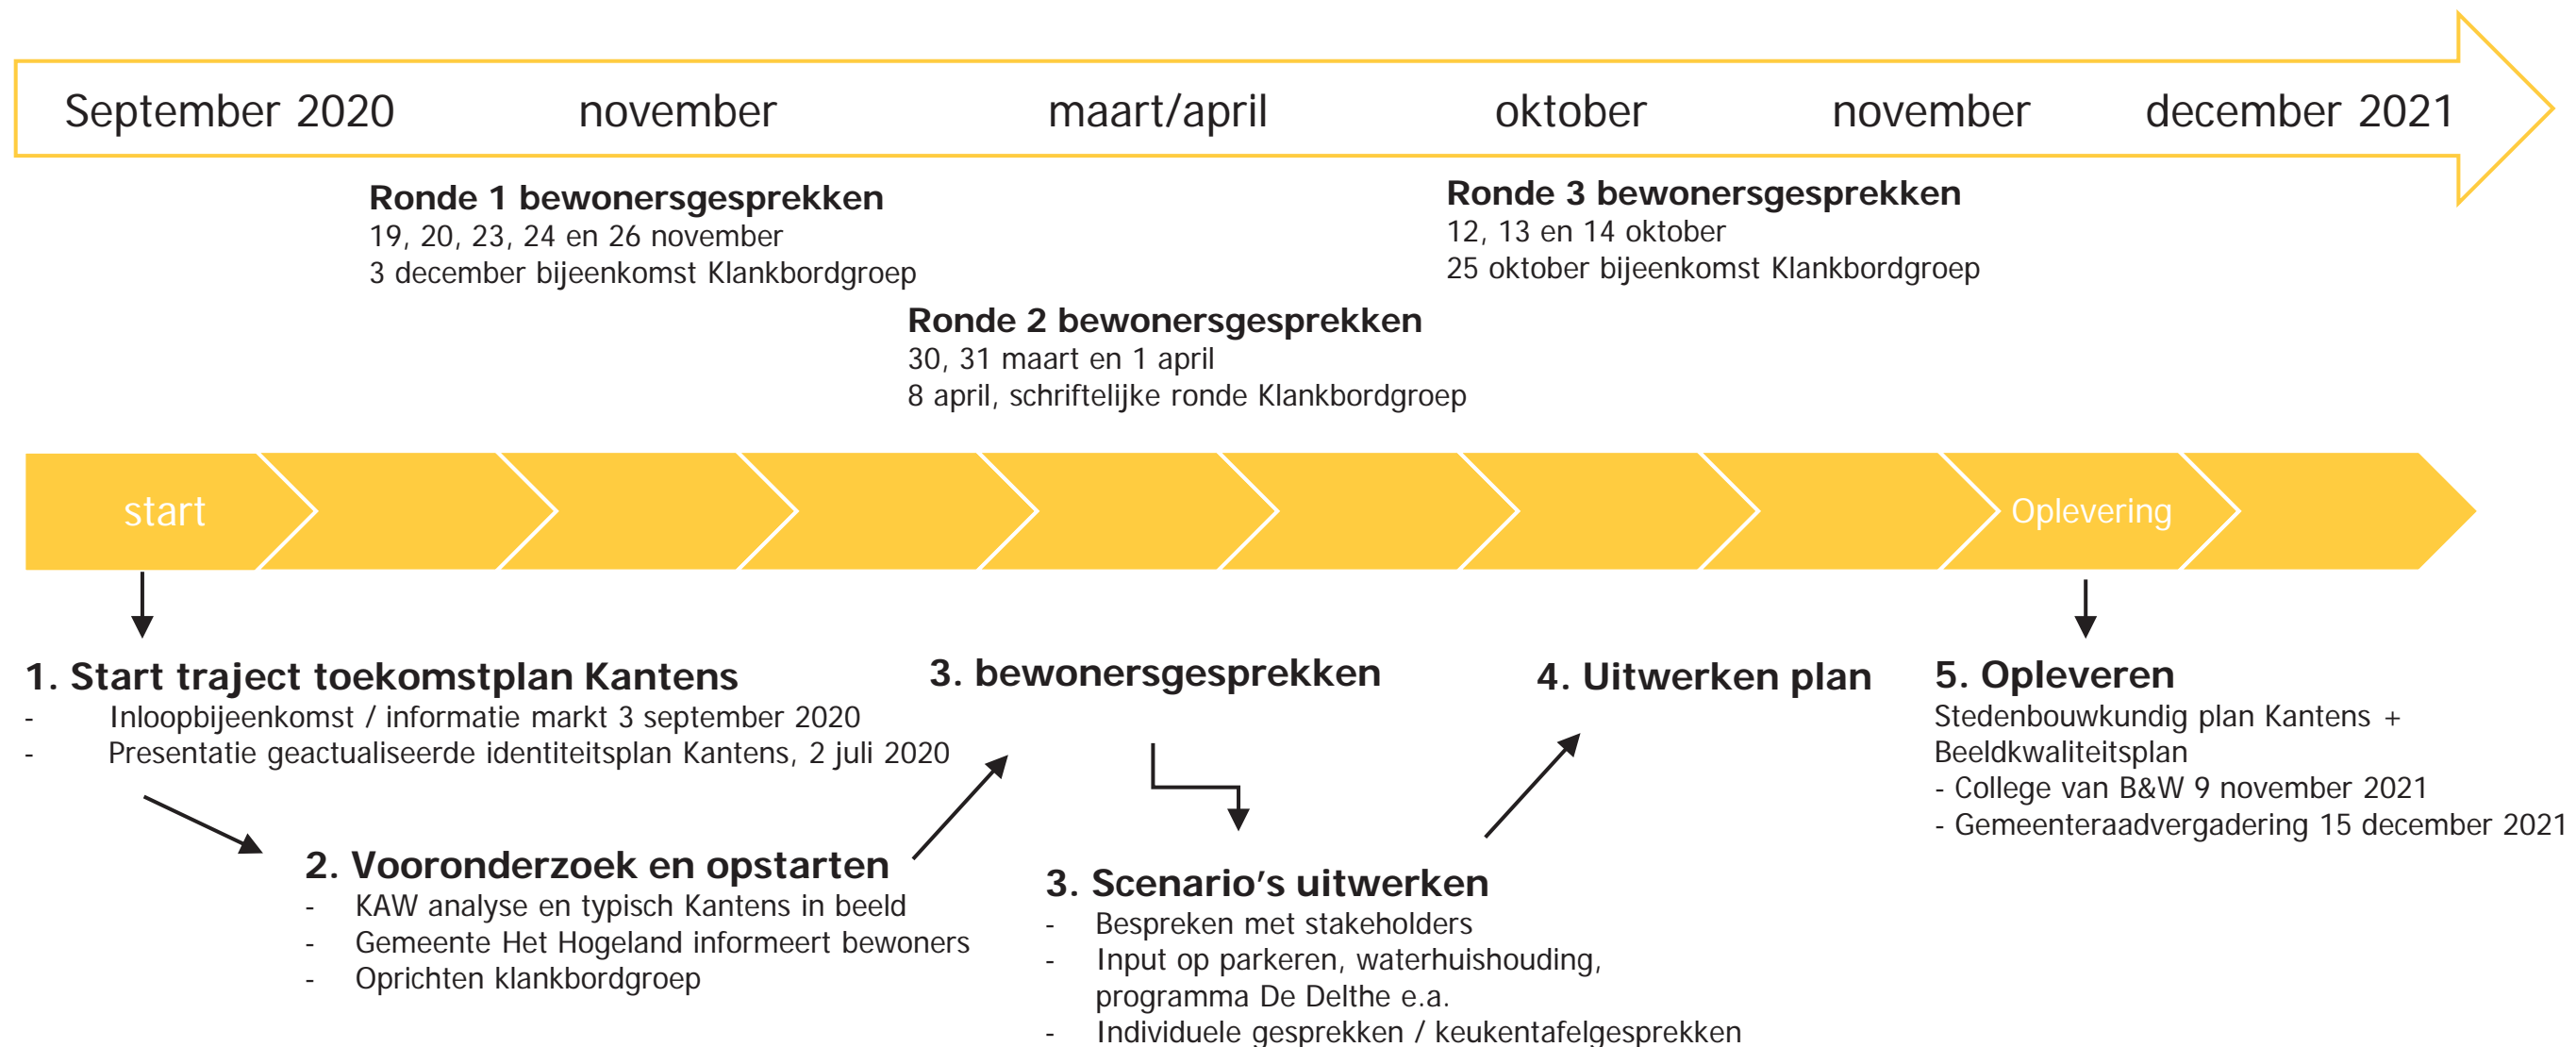 September 2020 november maart/april oktober november december 2021
Ronde 1 bewonersgesprekken
19, 20, 23, 24 en 26 november
3 december bijeenkomst Klankbordgroep
Ronde 2 bewonersgesprekken
30, 31 maart en 1 april
8 april, schriftelijke ronde Klankbordgroep
Ronde 3 bewonersgesprekken
12, 13 en 14 oktober
25 oktober bijeenkomst Klankbordgroep
start
Oplevering
1. Start traject toekomstplan Kantens
- Inloopbijeenkomst / informatie markt 3 september 2020
- Presentatie geactualiseerde identiteitsplan Kantens, 2 juli 2020
2. Vooronderzoek en opstarten
- KAW analyse en typisch Kantens in beeld
- Gemeente Het Hogeland informeert bewoners
- Oprichten klankbordgroep
3. bewonersgesprekken
3. Scenario's uitwerken
- Bespreken met stakeholders
- Input op parkeren, waterhuishouding,
programma De Delthe e.a.
- Individuele gesprekken / keukentafelgesprekken
4. Uitwerken plan
5. Opleveren
Stedenbouwkundig plan Kantens +
Beeldkwaliteitsplan
- College van B&W 9 november 2021
- Gemeenteraadvergadering 15 december 2021